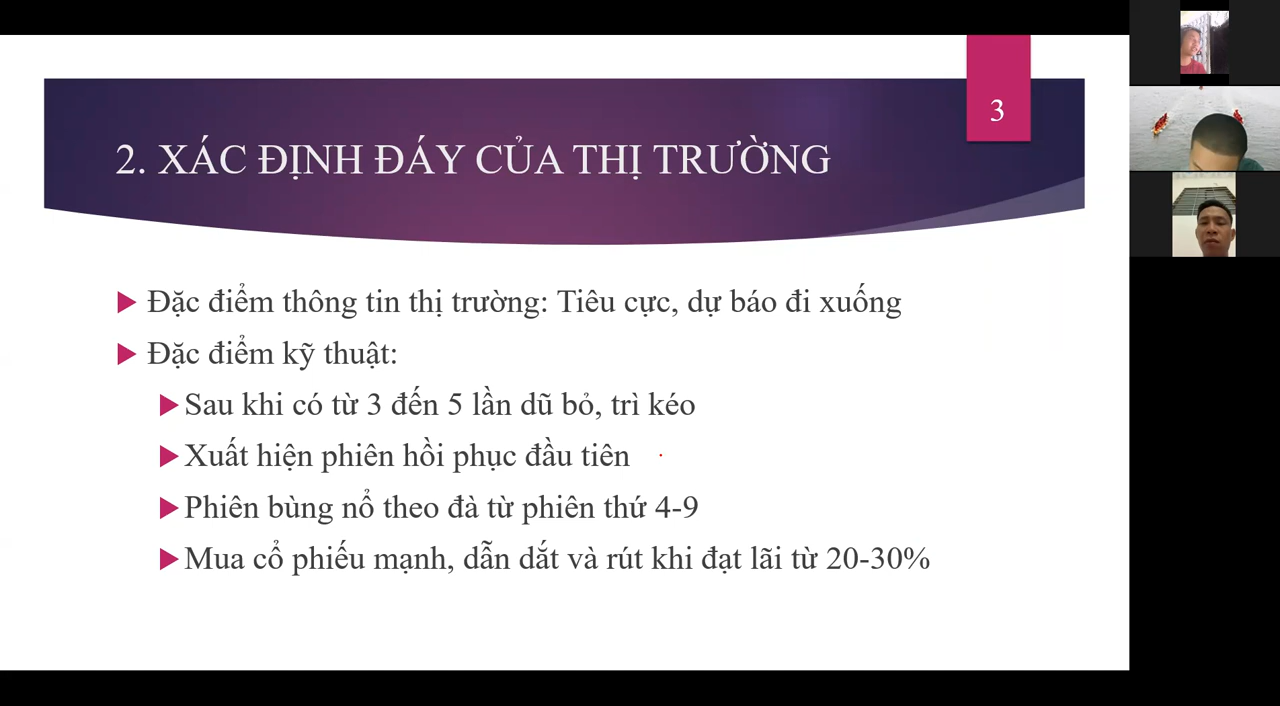 3
2. XÁC ĐỊNH ĐÁY CỦA THỊ TRƯỜNG
Đặc điểm thông tin thị trường: Tiêu cực, dự báo đi xuống
Đặc điểm kỹ thuật:
Sau khi có từ 3 đến 5 lần dũ bỏ, trì kéo
Xuất hiện phiên hồi phục đầu tiên
Phiên bùng nổ theo đà từ phiên thứ 4-9
Mua cổ phiếu mạnh, dẫn dắt và rút khi đạt lãi từ 20-30%